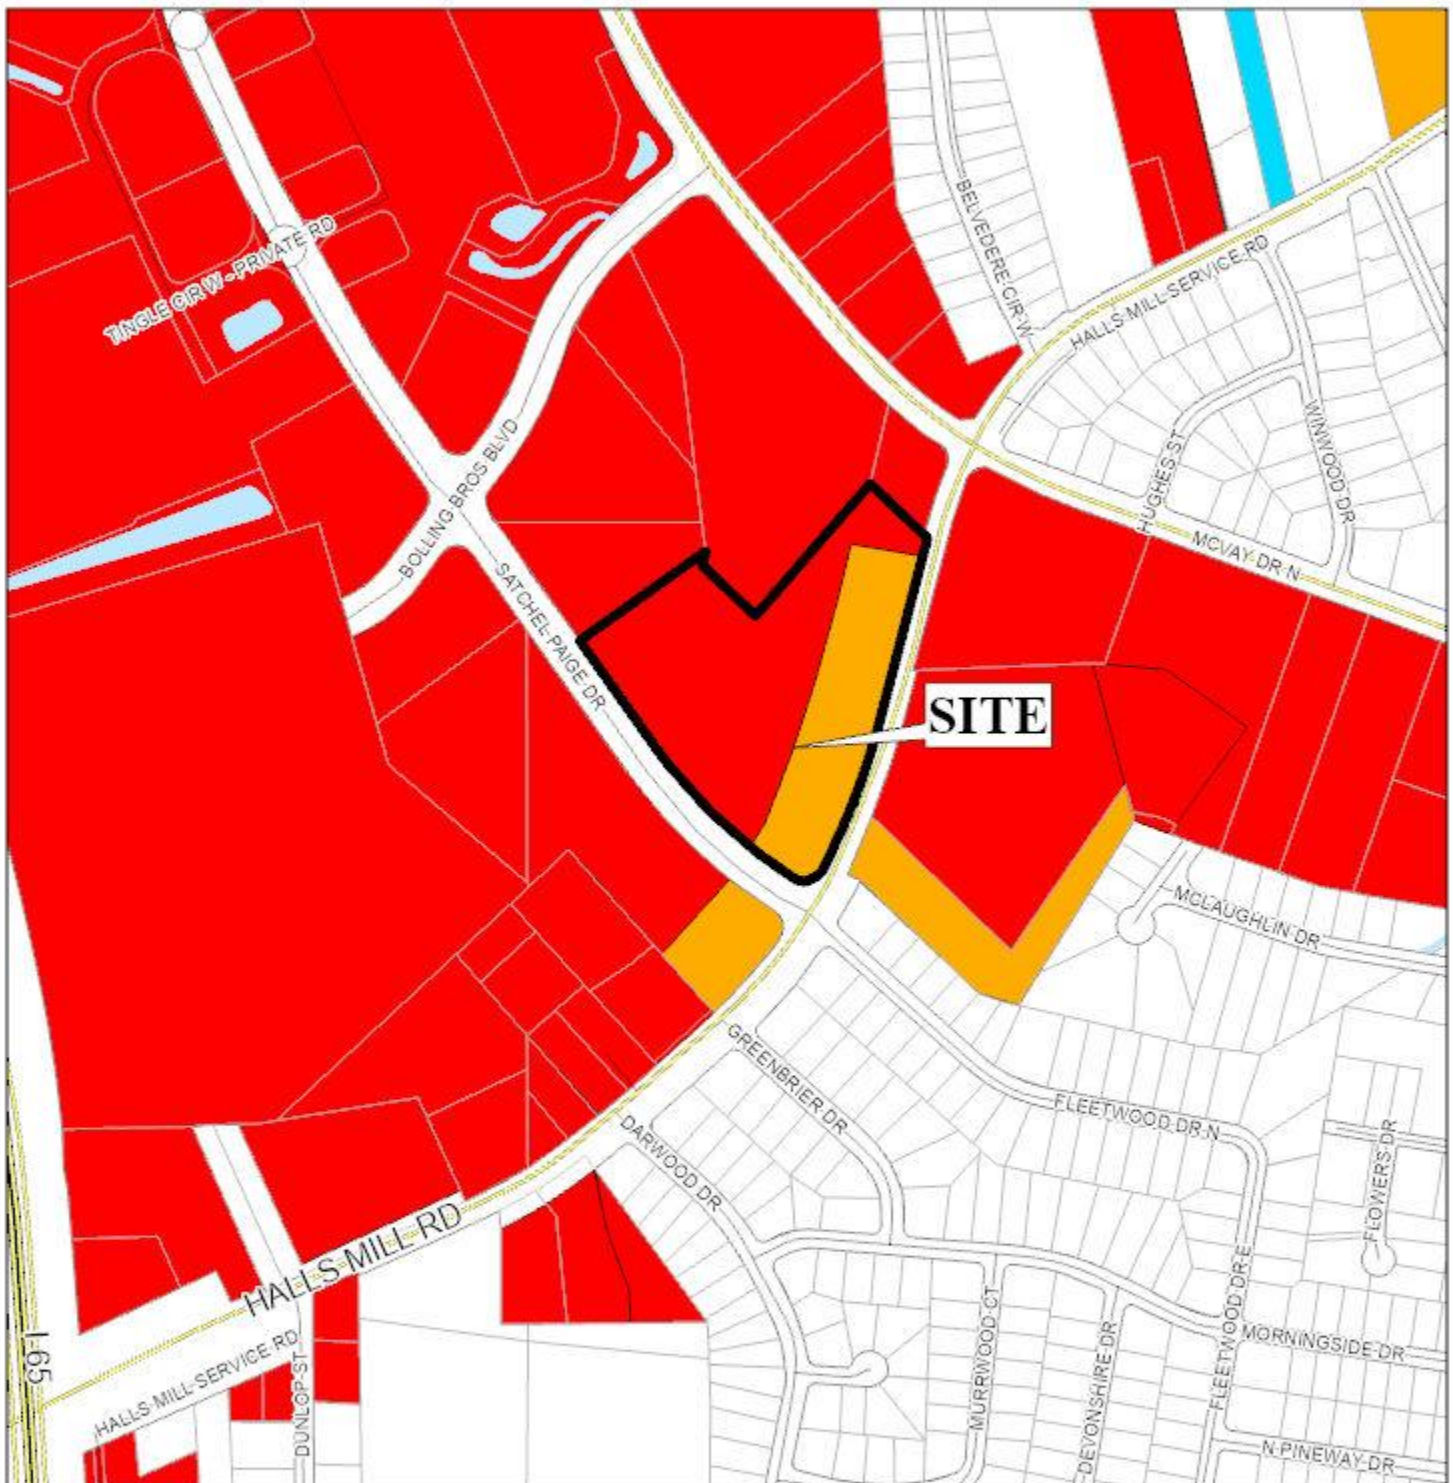 BELVEDERE CIR W
TINGLE CIR W - PRIVATE RD
HALLS MILL SERVICE RD
WINWOOD DR
HUGHES ST
BOLLING BROS BLVD
MCVAY DR N
SATCHEL PAIGE DR
SITE
MCLAUGHLIN DR
GREENBRIER DR
FLEETWOOD DR N
DARWOOD DR
FLOWERS DR
HALLS MILL RD
FLEETWOOD DR E
MURRWOOD CT
DEVONSHIRE DR
MORNINGSIDE DR
I-65
HALLS MILL SERVICE RD
DUNLOP ST
N PINEWAY DR